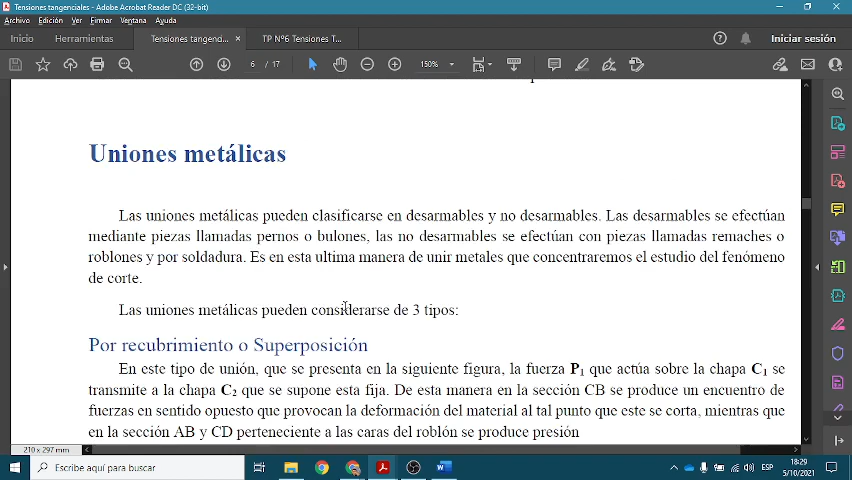 Tensiones tangenciales.pdf - Adobe Acrobat Reader DC (32-bit)
Archivo Edición Ver Firmar Ventana Ayuda
Inicio Herramientas Tensiones tangenci... × TP Nº6 Tensiones T... Iniciar sesión
6 / 17 150%
Uniones metálicas
Las uniones metálicas pueden clasificarse en desarmables y no desarmables. Las desarmables se efectúan
mediante piezas llamadas pernos o bulones, las no desarmables se efectúan con piezas llamadas remaches o
roblones y por soldadura. Es en esta ultima manera de unir metales que concentraremos el estudio del fenómeno
de corte.
Las uniones metálicas pueden considerarse de 3 tipos:
Por recubrimiento o Superposición
En este tipo de unión, que se presenta en la siguiente figura, la fuerza P1 que actúa sobre la chapa C1 se
transmite a la chapa C2 que se supone esta fija. De esta manera en la sección CB se produce un encuentro de
fuerzas en sentido opuesto que provocan la deformación del material al tal punto que este se corta, mientras que
en la sección AB y CD perteneciente a las caras del roblón se produce presión
210 x 297 mm
Escribe aquí para buscar
ESP
18:29
5/10/2021